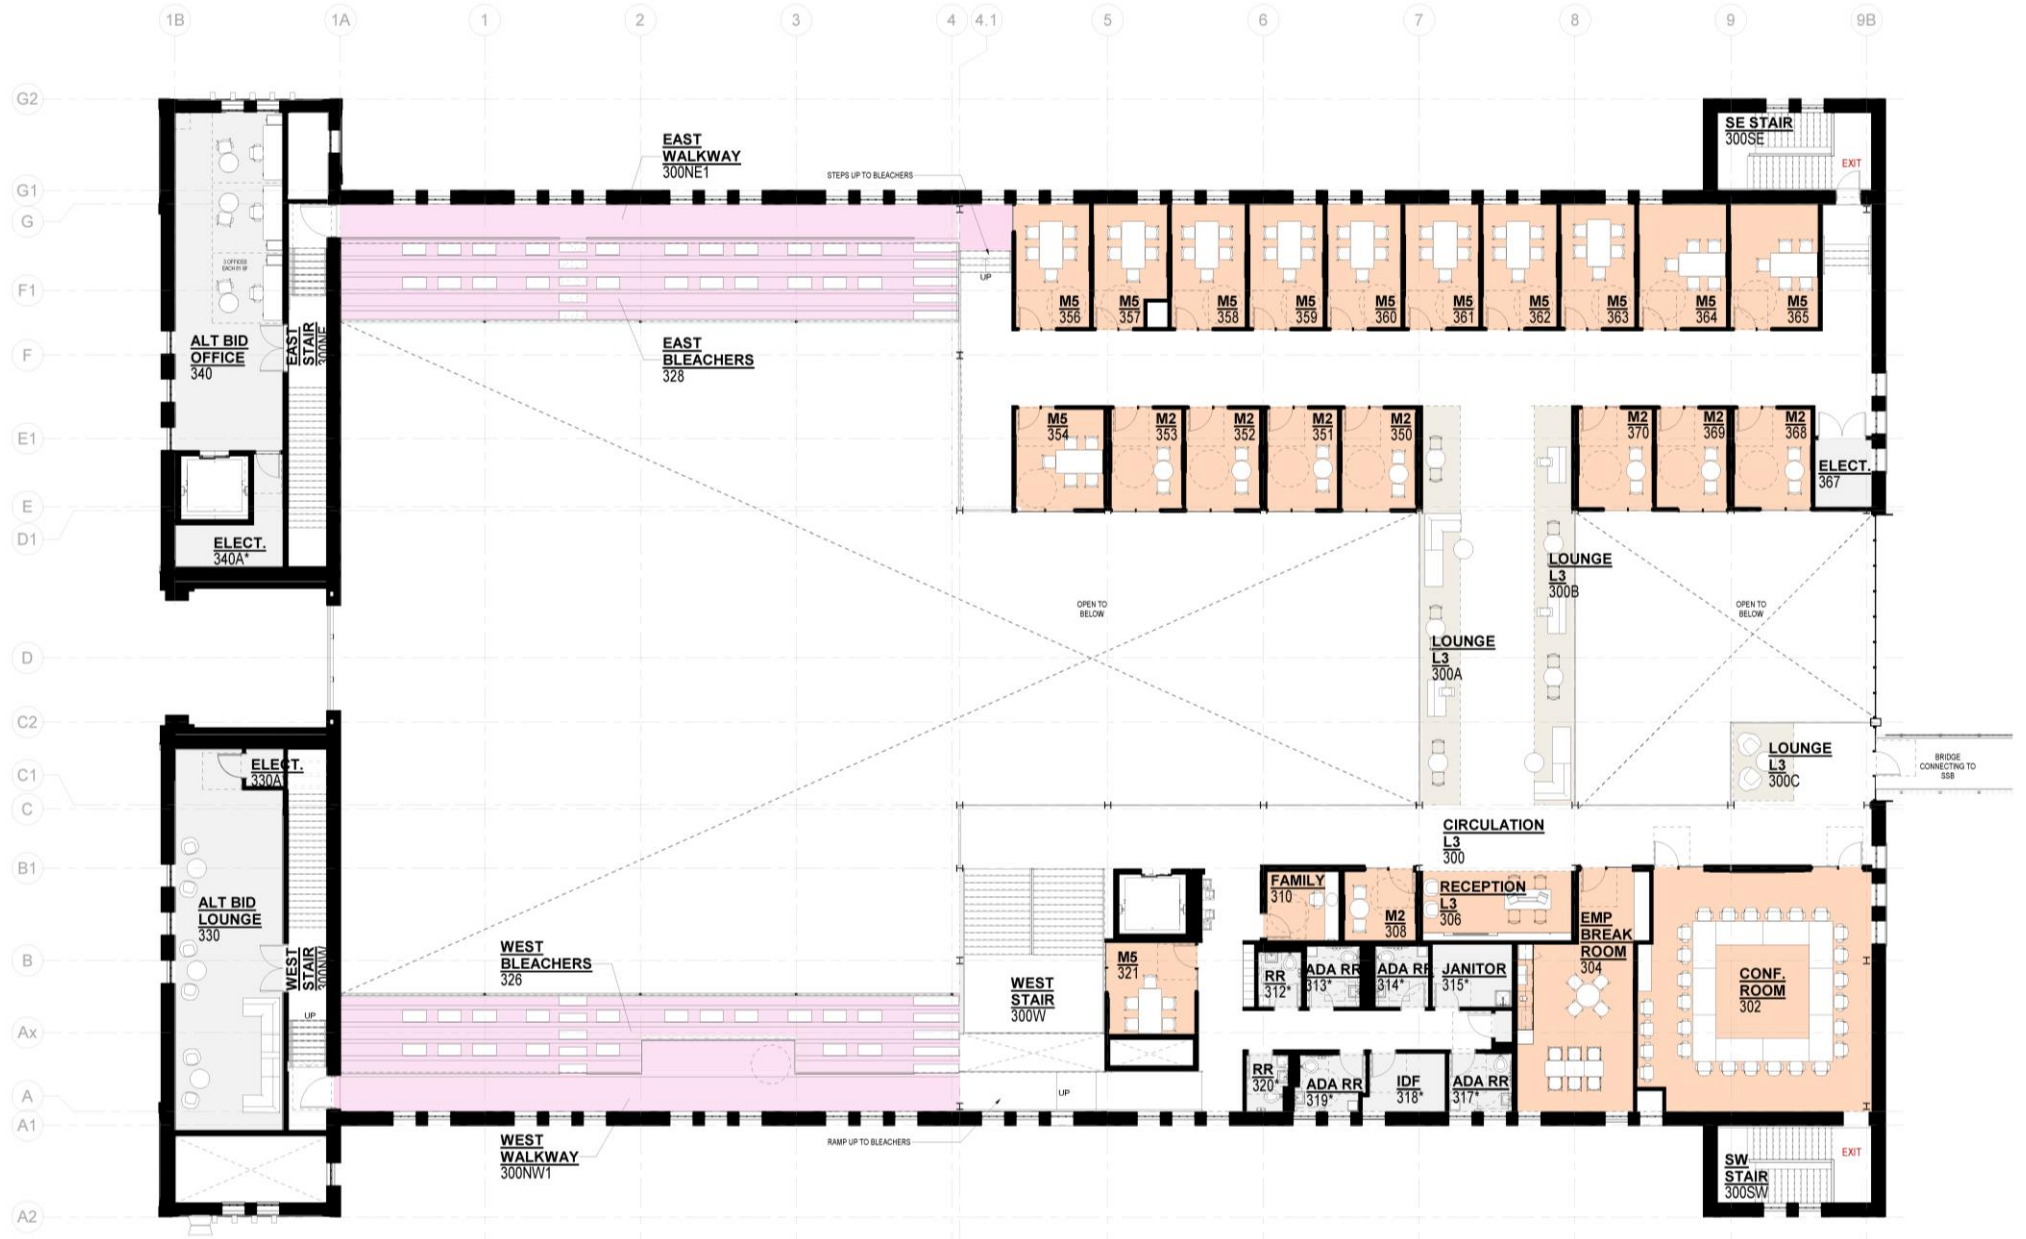 1B 1A 1 2 3 4 4.1 5 6 7 8 9 9B
G2
G1
G
F1
F
E1
E
D1
D
C2
C1
C
B1
B
Ax
A
A1
A2
EAST
WALKWAY
300NE1
STEPS UP TO BLEACHERS
SE STAIR
300SE
EXIT
UP
M5
356
M5
357
M5
358
M5
359
M5
360
M5
361
M5
362
M5
363
M5
364
M5
365
3 OFFICES
ALT BID
OFFICE
340
EAST
STAIR
300NE
EAST
BLEACHERS
328
M5
354
M2
353
M2
352
M2
351
M2
350
M2
370
M2
369
M2
368
ELECT.
367
ELECT.
340A*
LOUNGE
L3
300B
OPEN TO
BELOW
OPEN TO
BELOW
LOUNGE
L3
300A
LOUNGE
L3
300C
BRIDGE
CONNECTING TO
SSB
ELECT.
330A
CIRCULATION
L3
300
ALT BID
LOUNGE
330
WEST
STAIR
300NW
UP
WEST
BLEACHERS
326
FAMILY
310
M2
308
RECEPTION
L3
306
EMP
BREAK
ROOM
304
M5
321
WEST
STAIR
300W
RR
312*
ADA RR
313*
ADA RR
314*
JANITOR
315*
CONF.
ROOM
302
RR
320*
ADA RR
319*
IDF
318*
ADA RR
317*
UP
WEST
WALKWAY
300NW1
RAMP UP TO BLEACHERS
SW
STAIR
300SW
EXIT